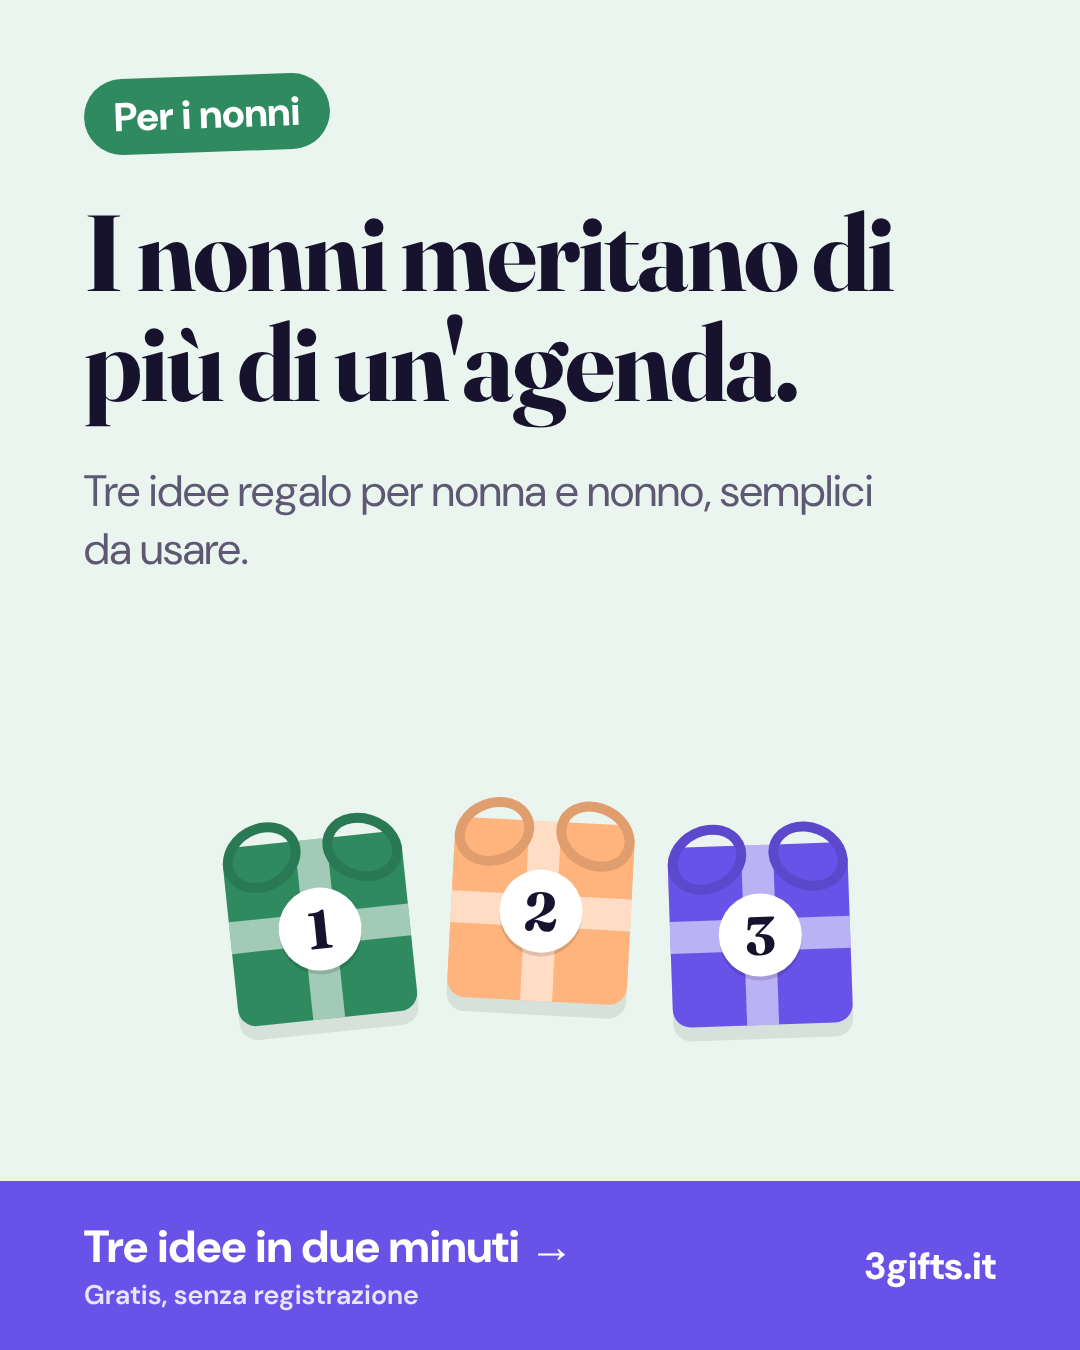 Per i nonni
I nonni meritano di
più di un'agenda.
Tre idee regalo per nonna e nonno, semplici
da usare.
1
2
3
Tre idee in due minuti →
Gratis, senza registrazione
3gifts.it